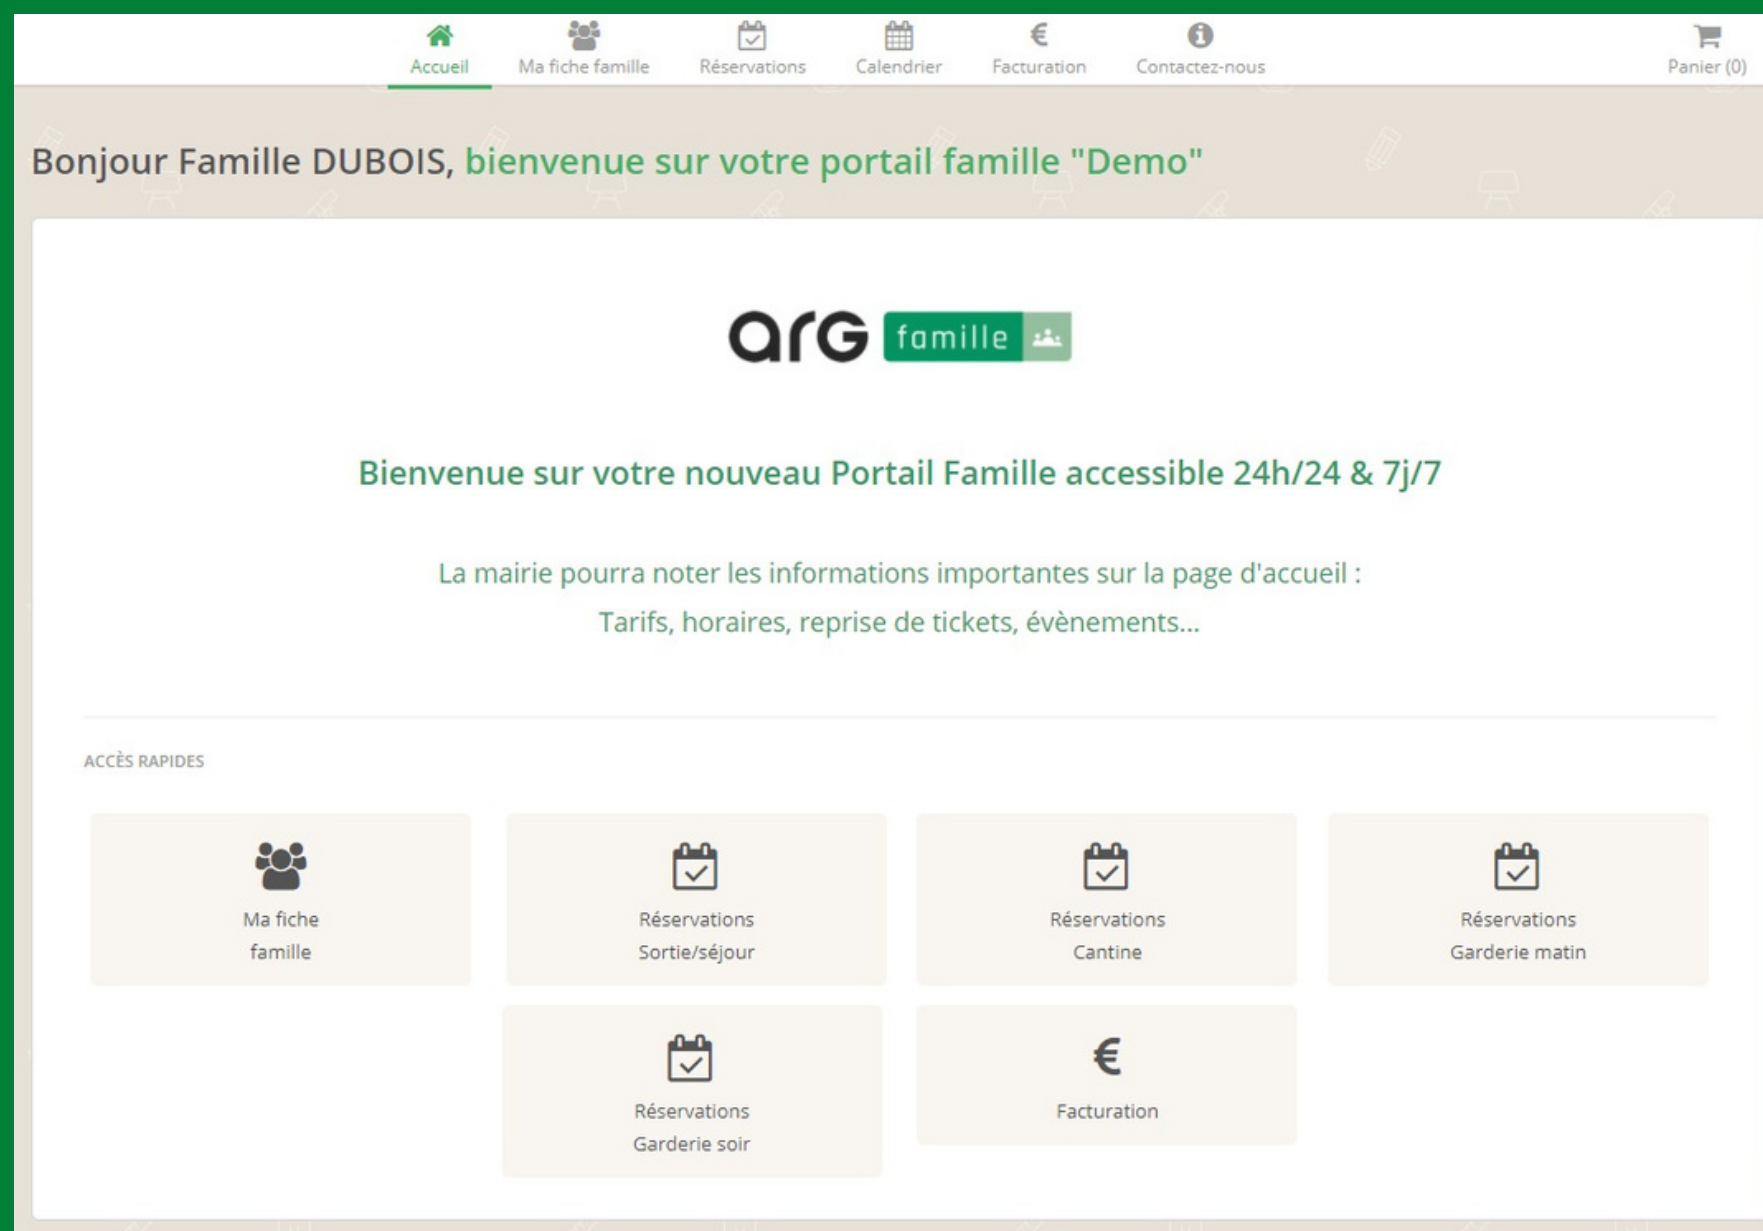 Accueil
Ma fiche famille
Réservations
Calendrier
Facturation
Contactez-nous
Panier (0)
Bonjour Famille DUBOIS, bienvenue sur votre portail famille "Demo"
arG famille
Bienvenue sur votre nouveau Portail Famille accessible 24h/24 & 7j/7
La mairie pourra noter les informations importantes sur la page d'accueil :
Tarifs, horaires, reprise de tickets, évènements...
ACCÈS RAPIDES
Ma fiche
famille
Réservations
Sortie/séjour
Réservations
Cantine
Réservations
Garderie matin
Réservations
Garderie soir
€
Facturation